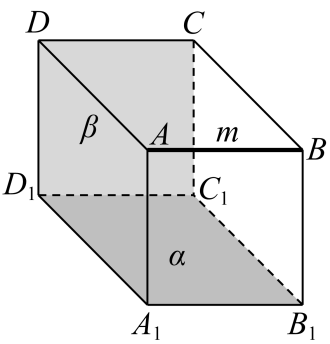 D C
β A m B
D₁ C₁
α
A₁ B₁